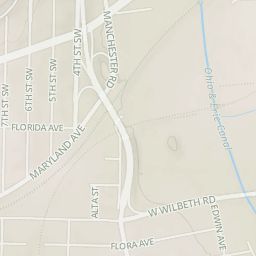 MANCHESTER RD
4TH ST SW
5TH ST SW
6TH ST SW
7TH ST SW
Ohio & Erie Canal
FLORIDA AVE
MARYLAND AVE
ALTA ST
W WILBETH RD
EDWIN AVE
FLORA AVE